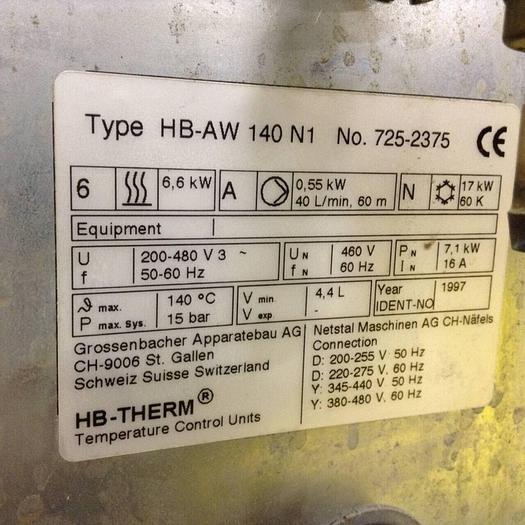 Type HB-AW 140 N1 No. 725-2375 CE
6 6,6 kW A 0,55 kW 40 L/min, 60 m N 17 kW 60 K
Equipment
U 200-480 V 3 ~ U N 460 V P N 7,1 kW
f 50-60 Hz f N 60 Hz I N 16 A
ϑ max. 140 °C V min 4,4 L Year 1997
P max. Sys. 15 bar V exp - IDENT-NO
Grossenbacher Apparatebau AG
CH-9006 St. Gallen
Schweiz Suisse Switzerland
HB-THERM®
Temperature Control Units
Netstal Maschinen AG CH-Näfels
Connection
D: 200-255 V 50 Hz
D: 220-275 V. 60 Hz
Y: 345-440 V 50 Hz
Y: 380-480 V. 60 Hz